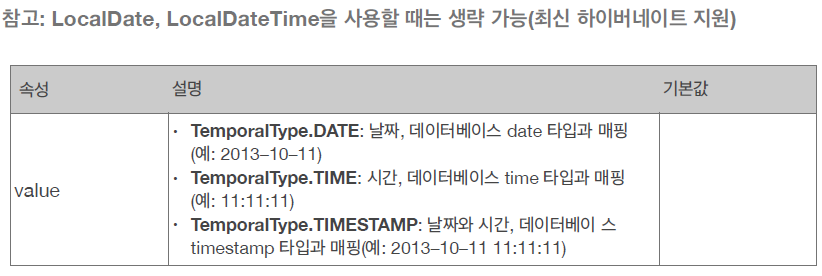 참고: LocalDate, LocalDateTime을 사용할 때는 생략 가능(최신 하이버네이트 지원)
속성 설명 기본값
value
• TemporalType.DATE: 날짜, 데이터베이스 date 타입과 매핑
(예: 2013–10–11)
• TemporalType.TIME: 시간, 데이터베이스 time 타입과 매핑
(예: 11:11:11)
• TemporalType.TIMESTAMP: 날짜와 시간, 데이터베이 스
timestamp 타입과 매핑(예: 2013–10–11 11:11:11)